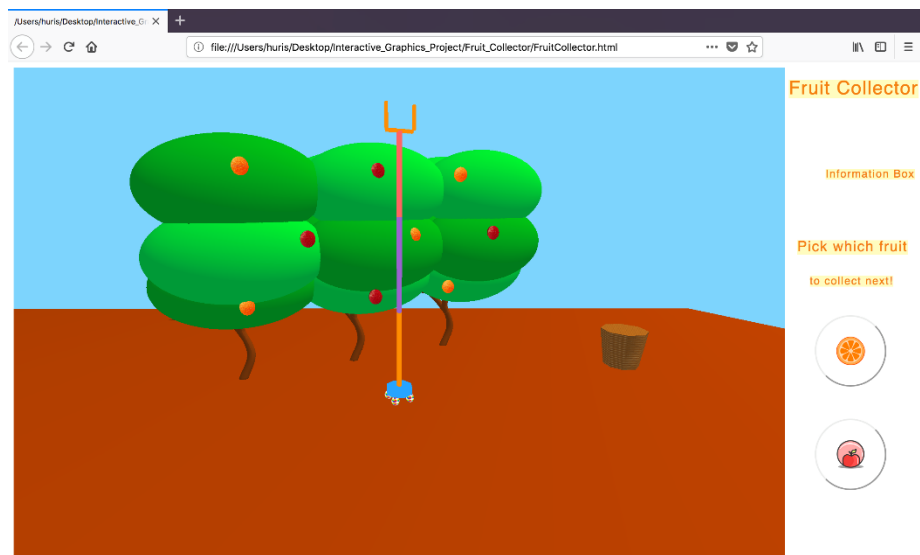 /Users/huris/Desktop/Interactive_Gr
file:///Users/huris/Desktop/Interactive_Graphics_Project/Fruit_Collector/FruitCollector.html
Fruit Collector
Information Box
Pick which fruit
to collect next!